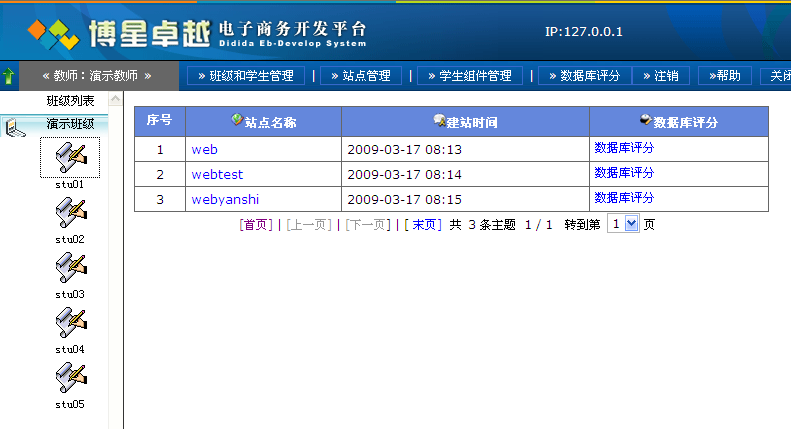 博星卓越 电子商务开发平台
Didida Eb-Develop System
IP:127.0.0.1
« 教师：演示教师 »
» 班级和学生管理 | » 站点管理 | » 学生组件管理 | » 数据库评分 » 注销 »帮助 关闭
班级列表
演示班级
stu01
stu02
stu03
stu04
stu05
序号 站点名称 建站时间 数据库评分
1 web 2009-03-17 08:13 数据库评分
2 webtest 2009-03-17 08:14 数据库评分
3 webyanshi 2009-03-17 08:15 数据库评分
[首页] | [上一页] | [下一页] | [ 末页] 共 3 条主题 1 / 1 转到第 1 页